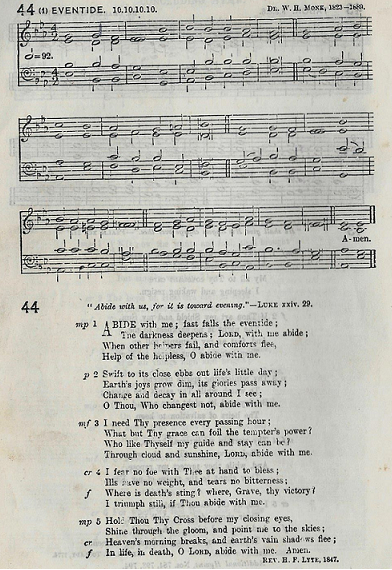 44 (1) EVENTIDE. 10.10.10.10. DR. W. H. MONK, 1823–1889.
=92.
A-men.
44
"Abide with us, for it is toward evening."—LUKE xxiv. 29.
mp 1 ABIDE with me; fast falls the eventide;
The darkness deepens; LORD, with me abide;
When other helpers fail, and comforts flee,
Help of the helpless, O abide with me.
p 2 Swift to its close ebbs out life's little day;
Earth's joys grow dim, its glories pass away;
Change and decay in all around I see;
O Thou, Who changest not, abide with me.
mf 3 I need Thy presence every passing hour;
What but Thy grace can foil the tempter's power?
Who like Thyself my guide and stay can be?
Through cloud and sunshine, LORD, abide with me.
cr 4 I fear no foe with Thee at hand to bless;
Ills have no weight, and tears no bitterness;
f Where is death's sting? where, Grave, thy victory?
I triumph still, if Thou abide with me.
mp 5 Hold Thou Thy Cross before my closing eyes,
Shine through the gloom, and point me to the skies;
cr Heaven's morning breaks, and earth's vain shadows flee;
f In life, in death, O LORD, abide with me. Amen.
REV. H. F. LYTE, 1847.